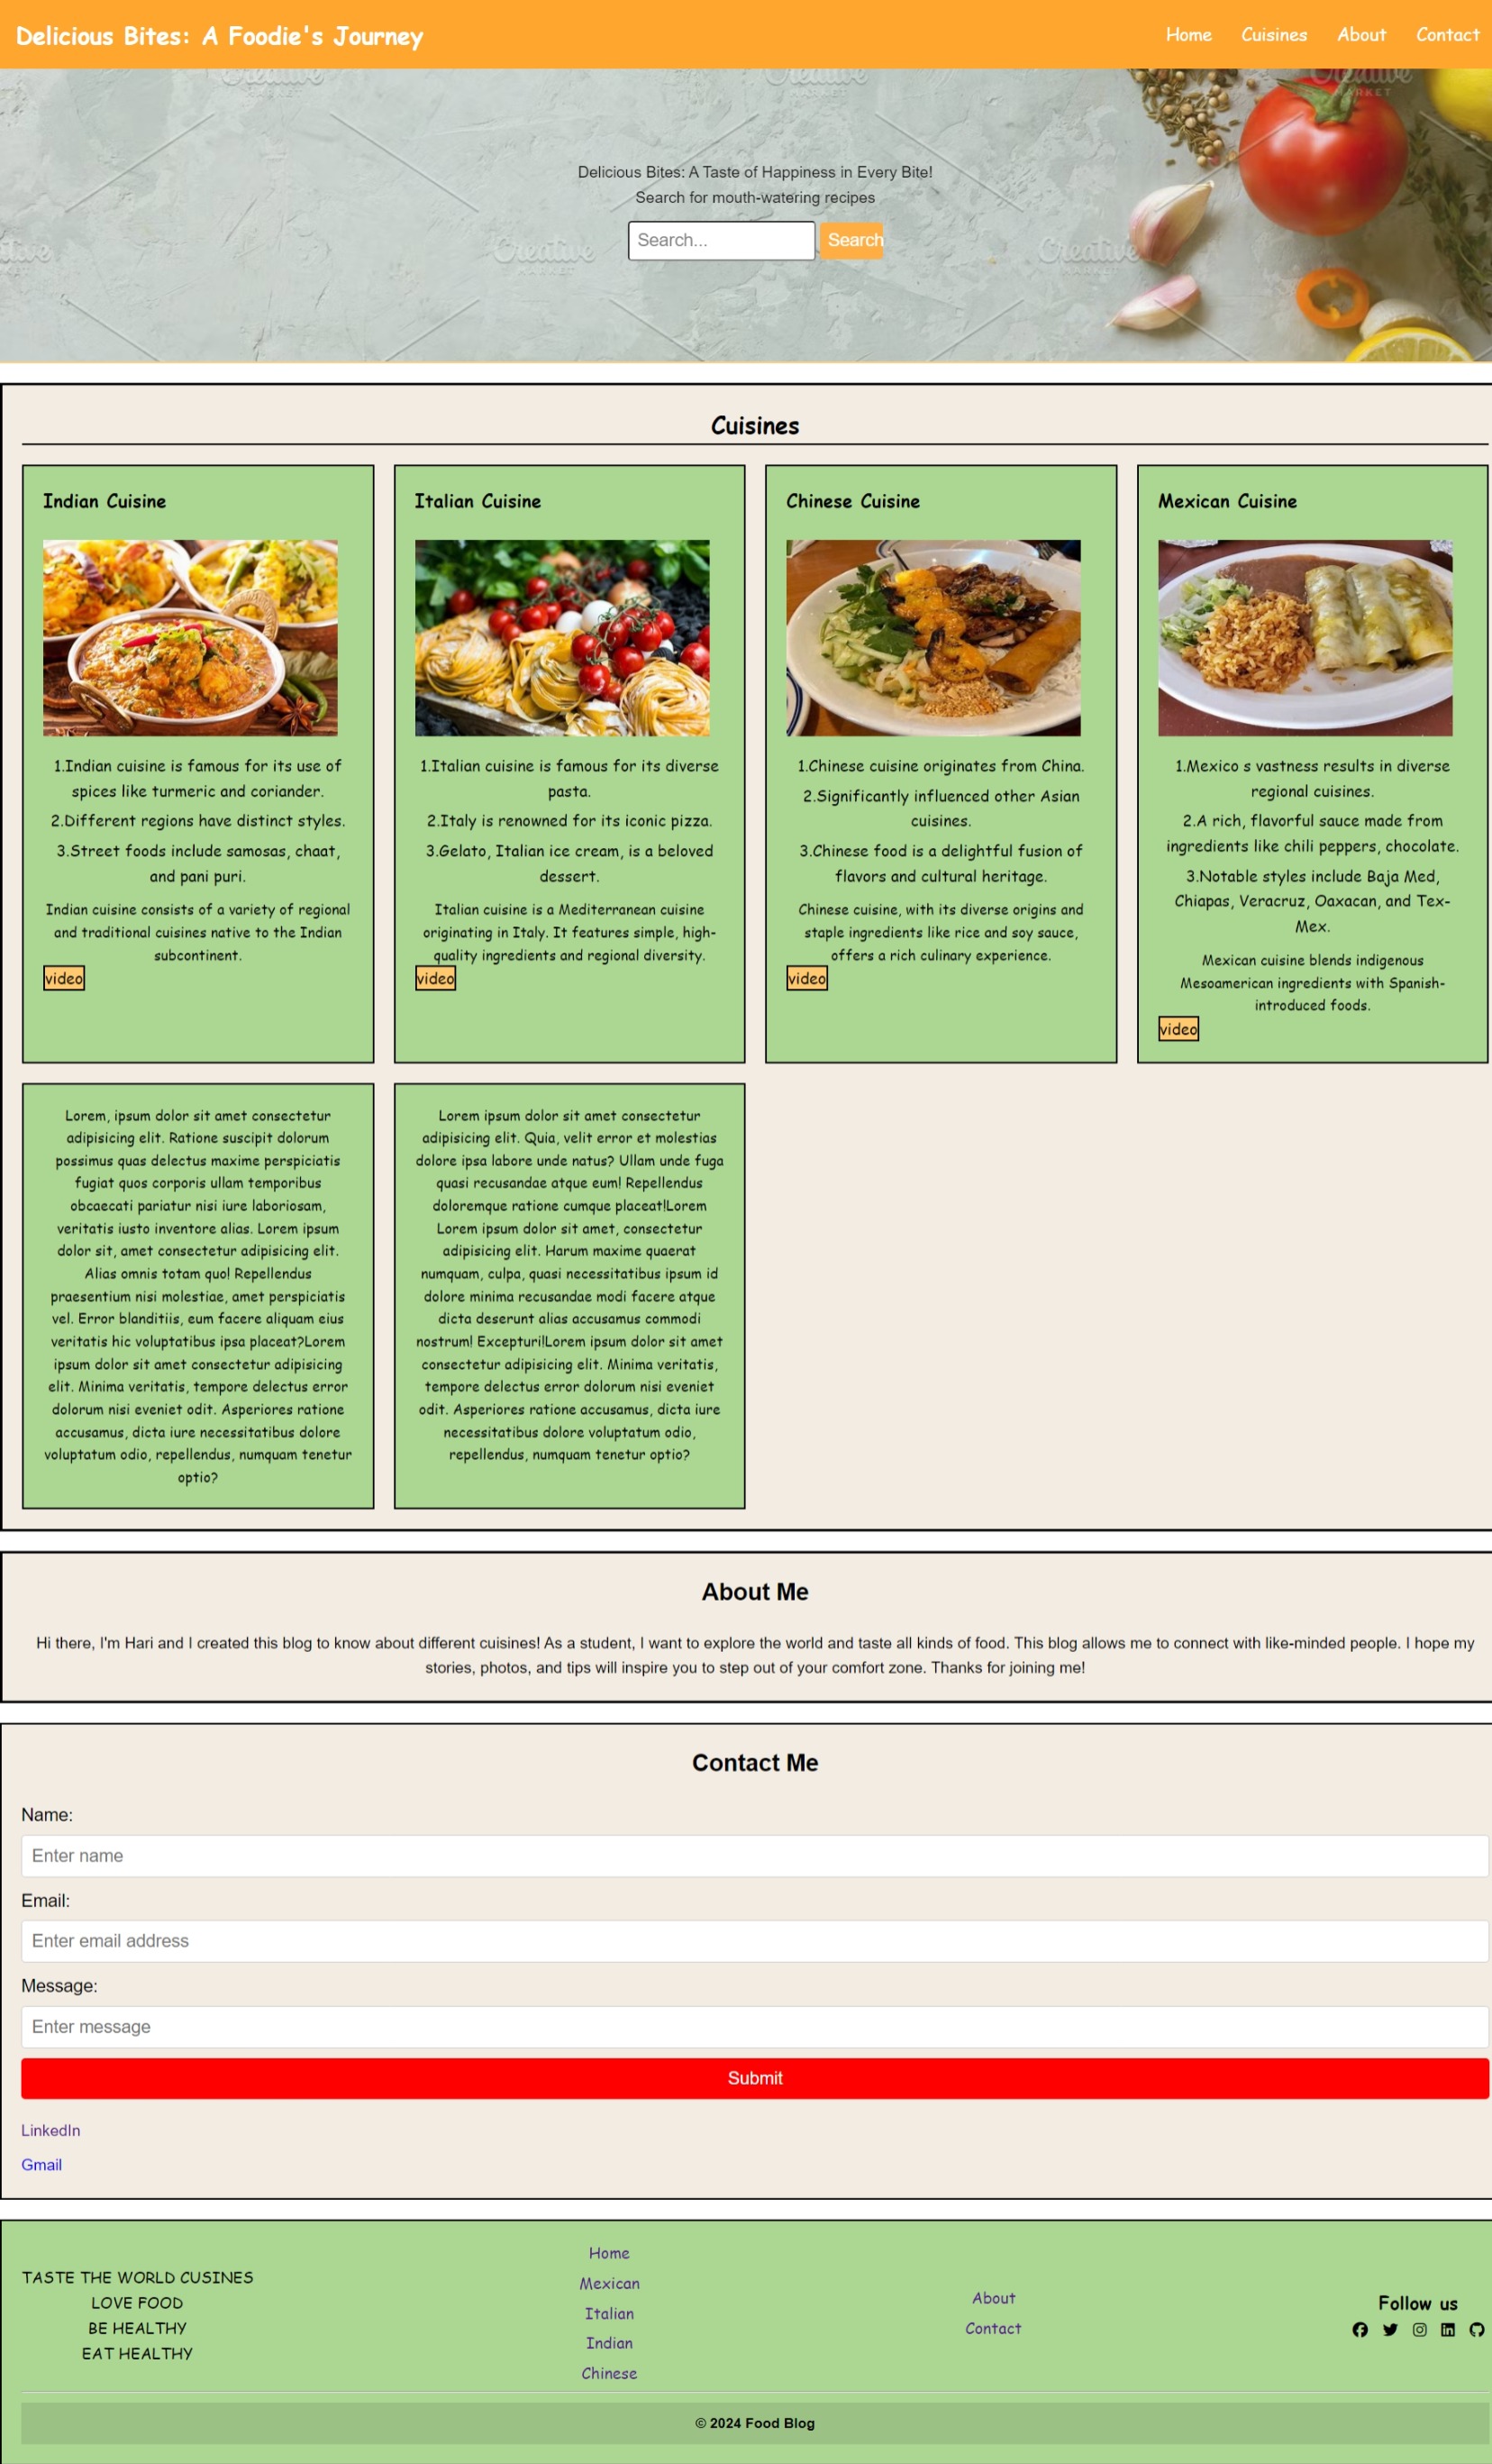 Delicious Bites: A Foodie's Journey
Home Cuisines About Contact
Creative Creative Creative
MARKET MARKET MARKET
Delicious Bites: A Taste of Happiness in Every Bite!
Search for mouth-watering recipes
Search... Search
Creative Creative
MARKET MARKET
Cuisines
Indian Cuisine
1.Indian cuisine is famous for its use of
spices like turmeric and coriander.
2.Different regions have distinct styles.
3.Street foods include samosas, chaat,
and pani puri.
Indian cuisine consists of a variety of regional
and traditional cuisines native to the Indian
subcontinent.
video
Italian Cuisine
1.Italian cuisine is famous for its diverse
pasta.
2.Italy is renowned for its iconic pizza.
3.Gelato, Italian ice cream, is a beloved
dessert.
Italian cuisine is a Mediterranean cuisine
originating in Italy. It features simple, high-
quality ingredients and regional diversity.
video
Chinese Cuisine
1.Chinese cuisine originates from China.
2.Significantly influenced other Asian
cuisines.
3.Chinese food is a delightful fusion of
flavors and cultural heritage.
Chinese cuisine, with its diverse origins and
staple ingredients like rice and soy sauce,
offers a rich culinary experience.
video
Mexican Cuisine
1.Mexico s vastness results in diverse
regional cuisines.
2.A rich, flavorful sauce made from
ingredients like chili peppers, chocolate.
3.Notable styles include Baja Med,
Chiapas, Veracruz, Oaxacan, and Tex-
Mex.
Mexican cuisine blends indigenous
Mesoamerican ingredients with Spanish-
introduced foods.
video
Lorem, ipsum dolor sit amet consectetur
adipisicing elit. Ratione suscipit dolorum
possimus quas delectus maxime perspiciatis
fugiat quos corporis ullam temporibus
obcaecati pariatur nisi iure laboriosam,
veritatis iusto inventore alias. Lorem ipsum
dolor sit, amet consectetur adipisicing elit.
Alias omnis totam quo! Repellendus
praesentium nisi molestiae, amet perspiciatis
vel. Error blanditiis, eum facere aliquam eius
veritatis hic voluptatibus ipsa placeat?Lorem
ipsum dolor sit amet consectetur adipisicing
elit. Minima veritatis, tempore delectus error
dolorum nisi eveniet odit. Asperiores ratione
accusamus, dicta iure necessitatibus dolore
voluptatum odio, repellendus, numquam tenetur
optio?
Lorem ipsum dolor sit amet consectetur
adipisicing elit. Quia, velit error et molestias
dolore ipsa labore unde natus? Ullam unde fuga
quasi recusandae atque eum! Repellendus
doloremque ratione cumque placeat!Lorem
Lorem ipsum dolor sit amet, consectetur
adipisicing elit. Harum maxime quaerat
numquam, culpa, quasi necessitatibus ipsum id
dolore minima recusandae modi facere atque
dicta deserunt alias accusamus commodi
nostrum! Excepturi!Lorem ipsum dolor sit amet
consectetur adipisicing elit. Minima veritatis,
tempore delectus error dolorum nisi eveniet
odit. Asperiores ratione accusamus, dicta iure
necessitatibus dolore voluptatum odio,
repellendus, numquam tenetur optio?
About Me
Hi there, I'm Hari and I created this blog to know about different cuisines! As a student, I want to explore the world and taste all kinds of food. This blog allows me to connect with like-minded people. I hope my
stories, photos, and tips will inspire you to step out of your comfort zone. Thanks for joining me!
Contact Me
Name:
Enter name
Email:
Enter email address
Message:
Enter message
Submit
LinkedIn
Gmail
TASTE THE WORLD CUSINES
LOVE FOOD
BE HEALTHY
EAT HEALTHY
Home
Mexican
Italian
Indian
Chinese
About
Contact
Follow us
© 2024 Food Blog